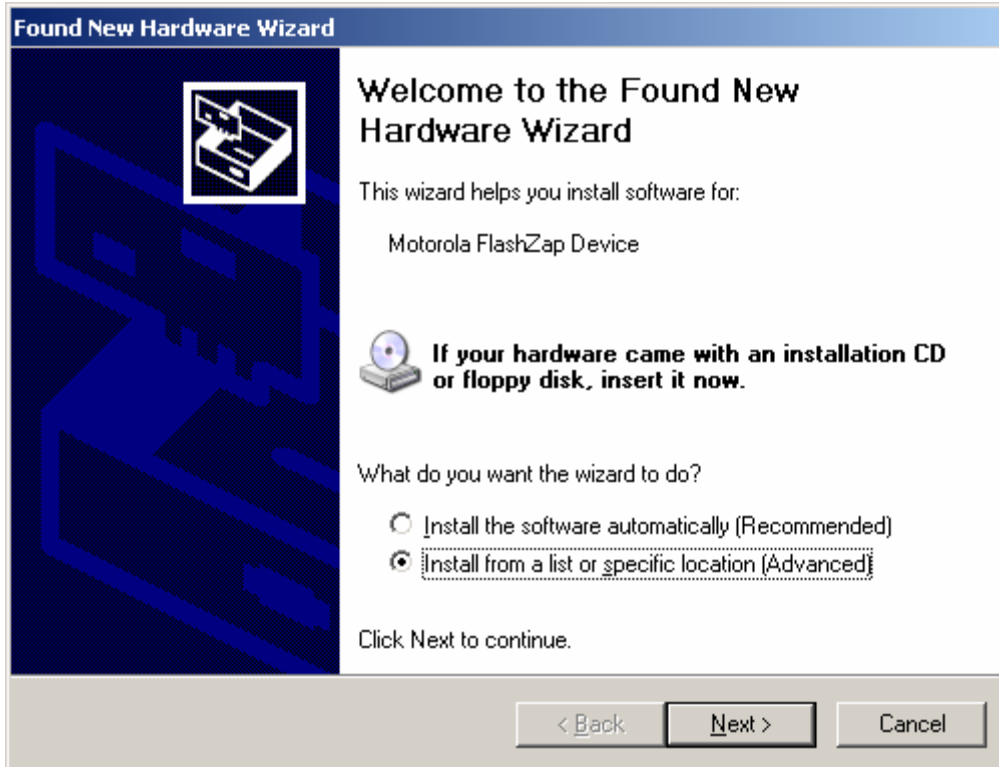 Found New Hardware Wizard
Welcome to the Found New
Hardware Wizard
This wizard helps you install software for:
Motorola FlashZap Device
If your hardware came with an installation CD
or floppy disk, insert it now.
What do you want the wizard to do?
Install the software automatically (Recommended)
Install from a list or specific location (Advanced)
Click Next to continue.
< Back Next > Cancel